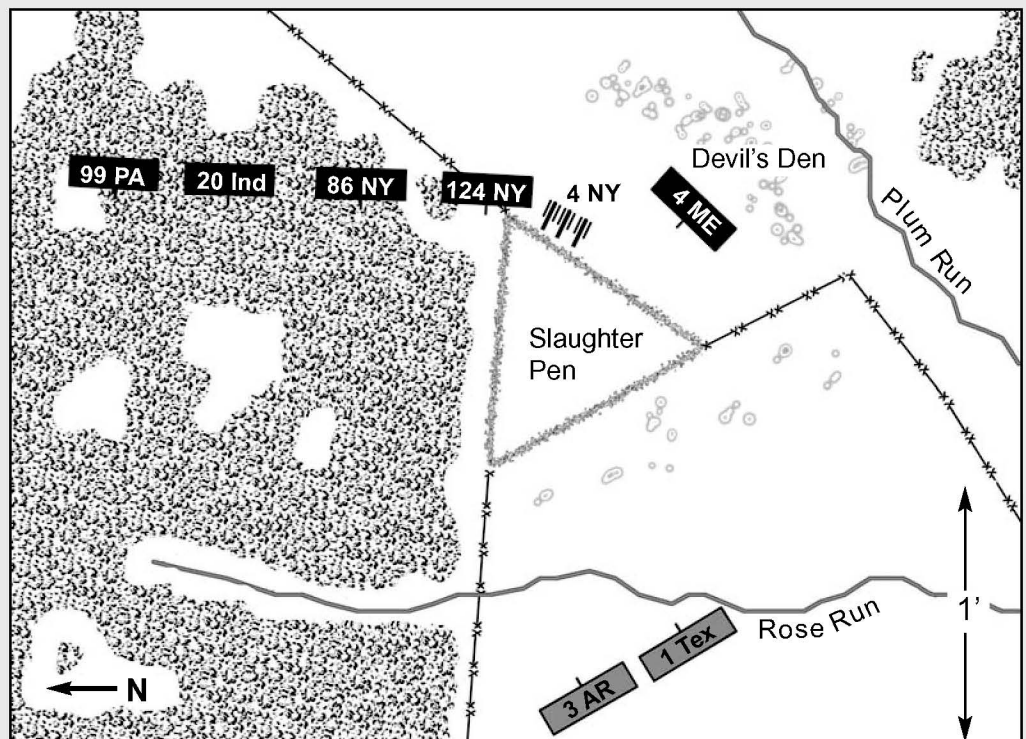 99 PA
20 Ind
86 NY
124 NY
4 NY
4 ME
Devil's Den
Plum Run
Slaughter
Pen
1'
Rose Run
1 Tex
3 AR
N